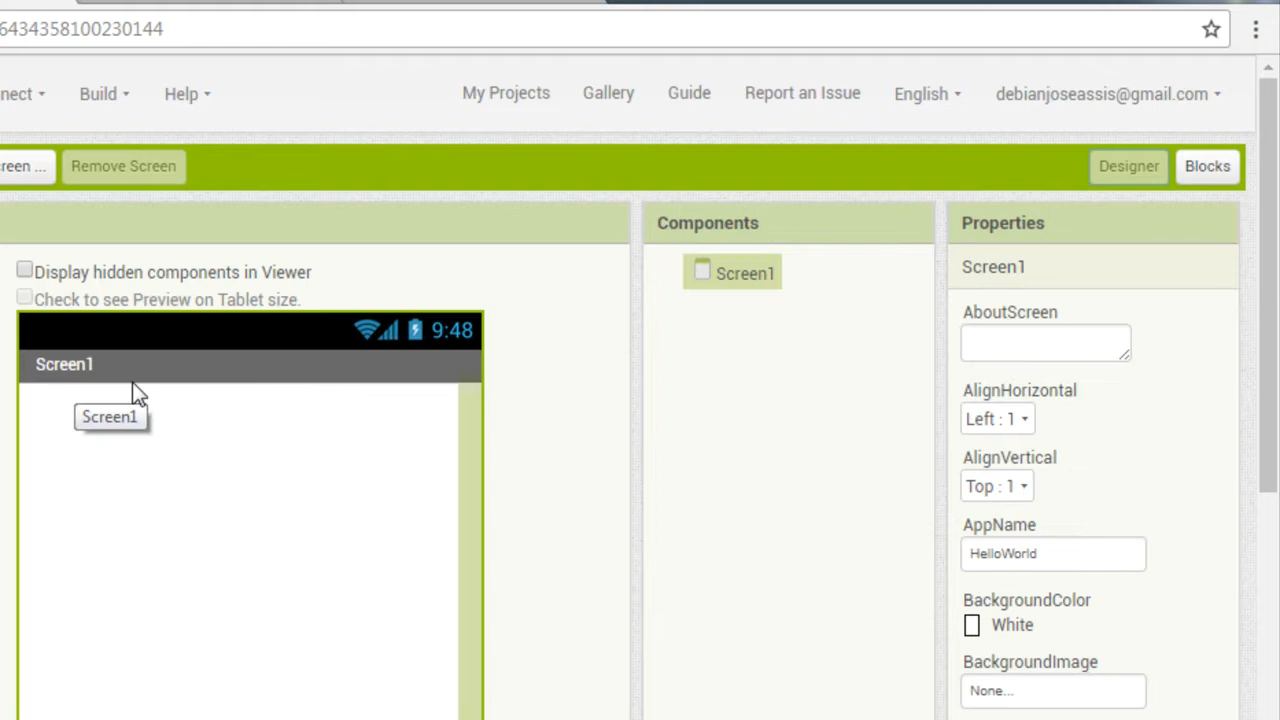 6434358100230144
nect Build Help My Projects Gallery Guide Report an Issue English debianjoseassis@gmail.com
reen ... Remove Screen Designer Blocks
Components Properties
Display hidden components in Viewer
Check to see Preview on Tablet size.
9:48
Screen1
Screen1
Screen1
Screen1
AboutScreen
AlignHorizontal
Left : 1
AlignVertical
Top : 1
AppName
HelloWorld
BackgroundColor
White
BackgroundImage
None...